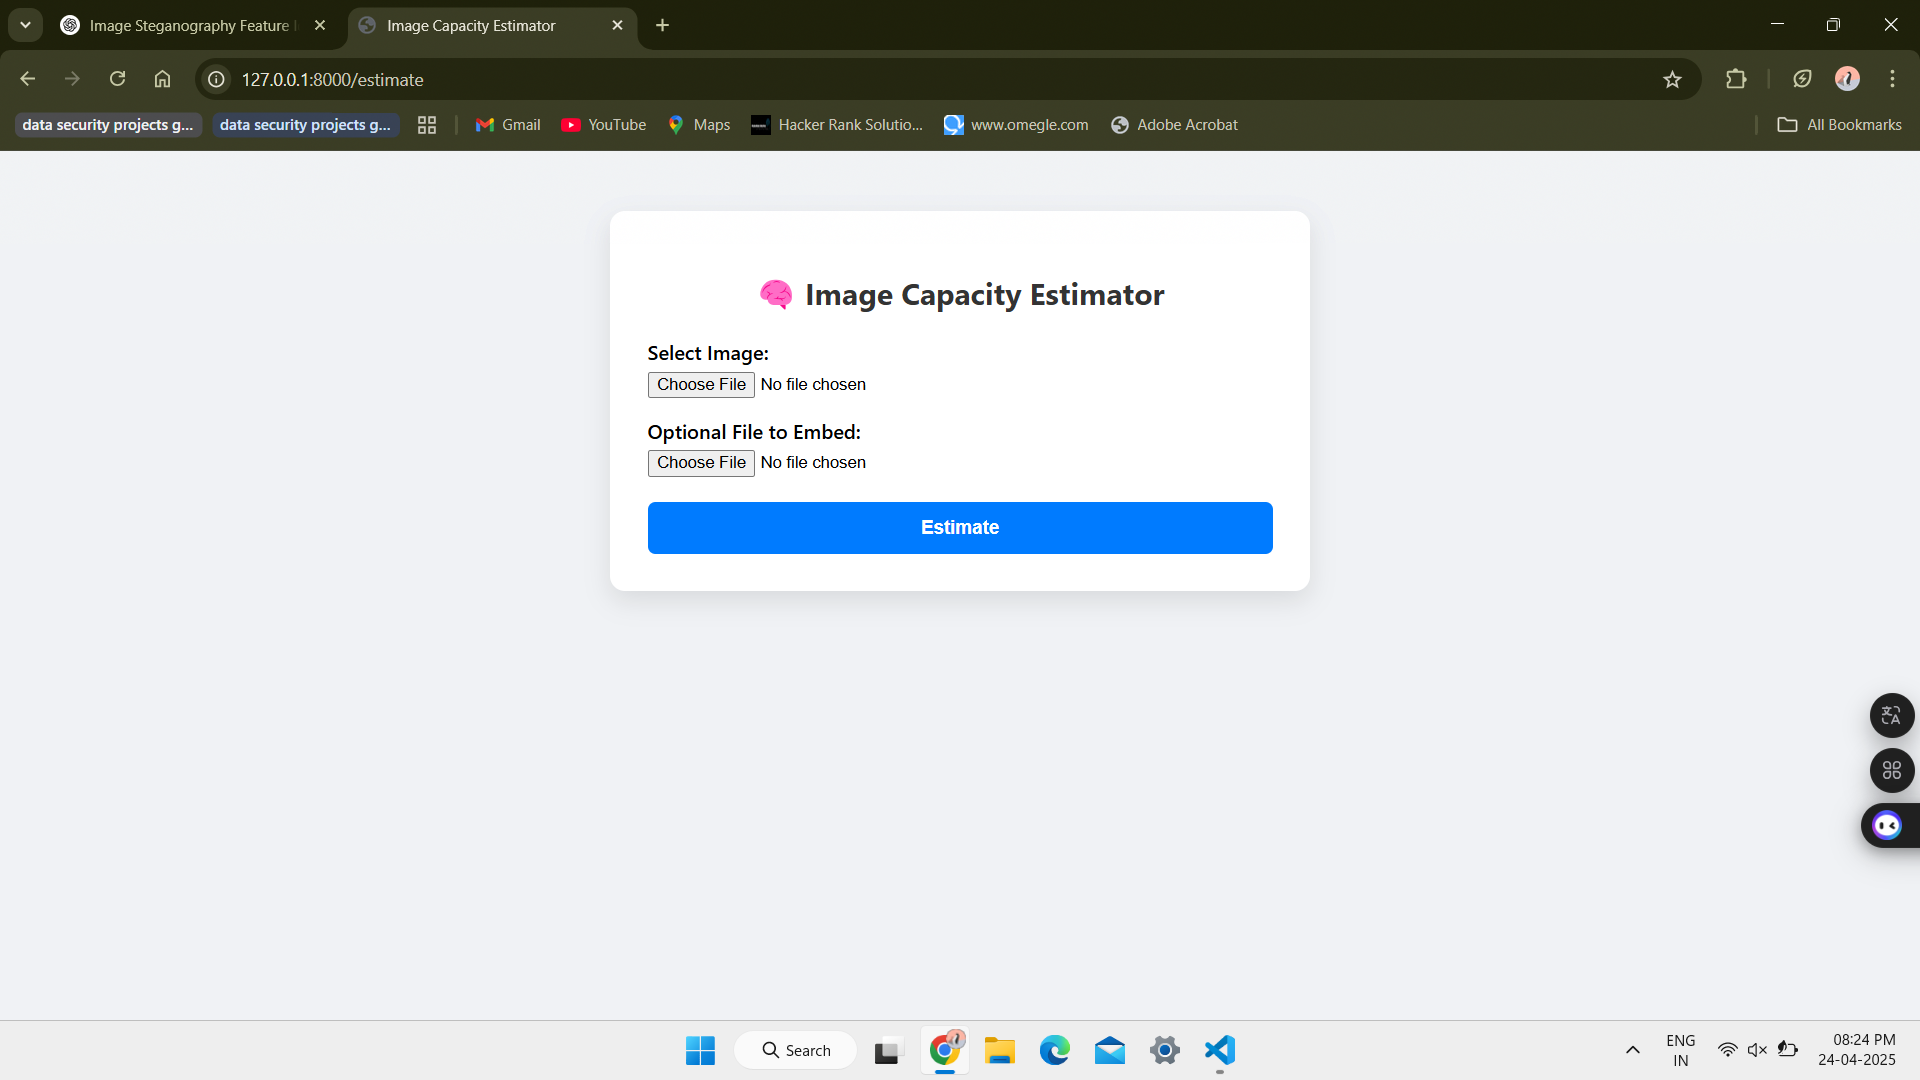 Image Steganography Feature I
Image Capacity Estimator
127.0.0.1:8000/estimate
data security projects g...
data security projects g...
Gmail
YouTube
Maps
Hacker Rank Solutio...
www.omegle.com
Adobe Acrobat
All Bookmarks
Image Capacity Estimator
Select Image:
Choose File No file chosen
Optional File to Embed:
Choose File No file chosen
Estimate
Search
ENG
IN
08:24 PM
24-04-2025